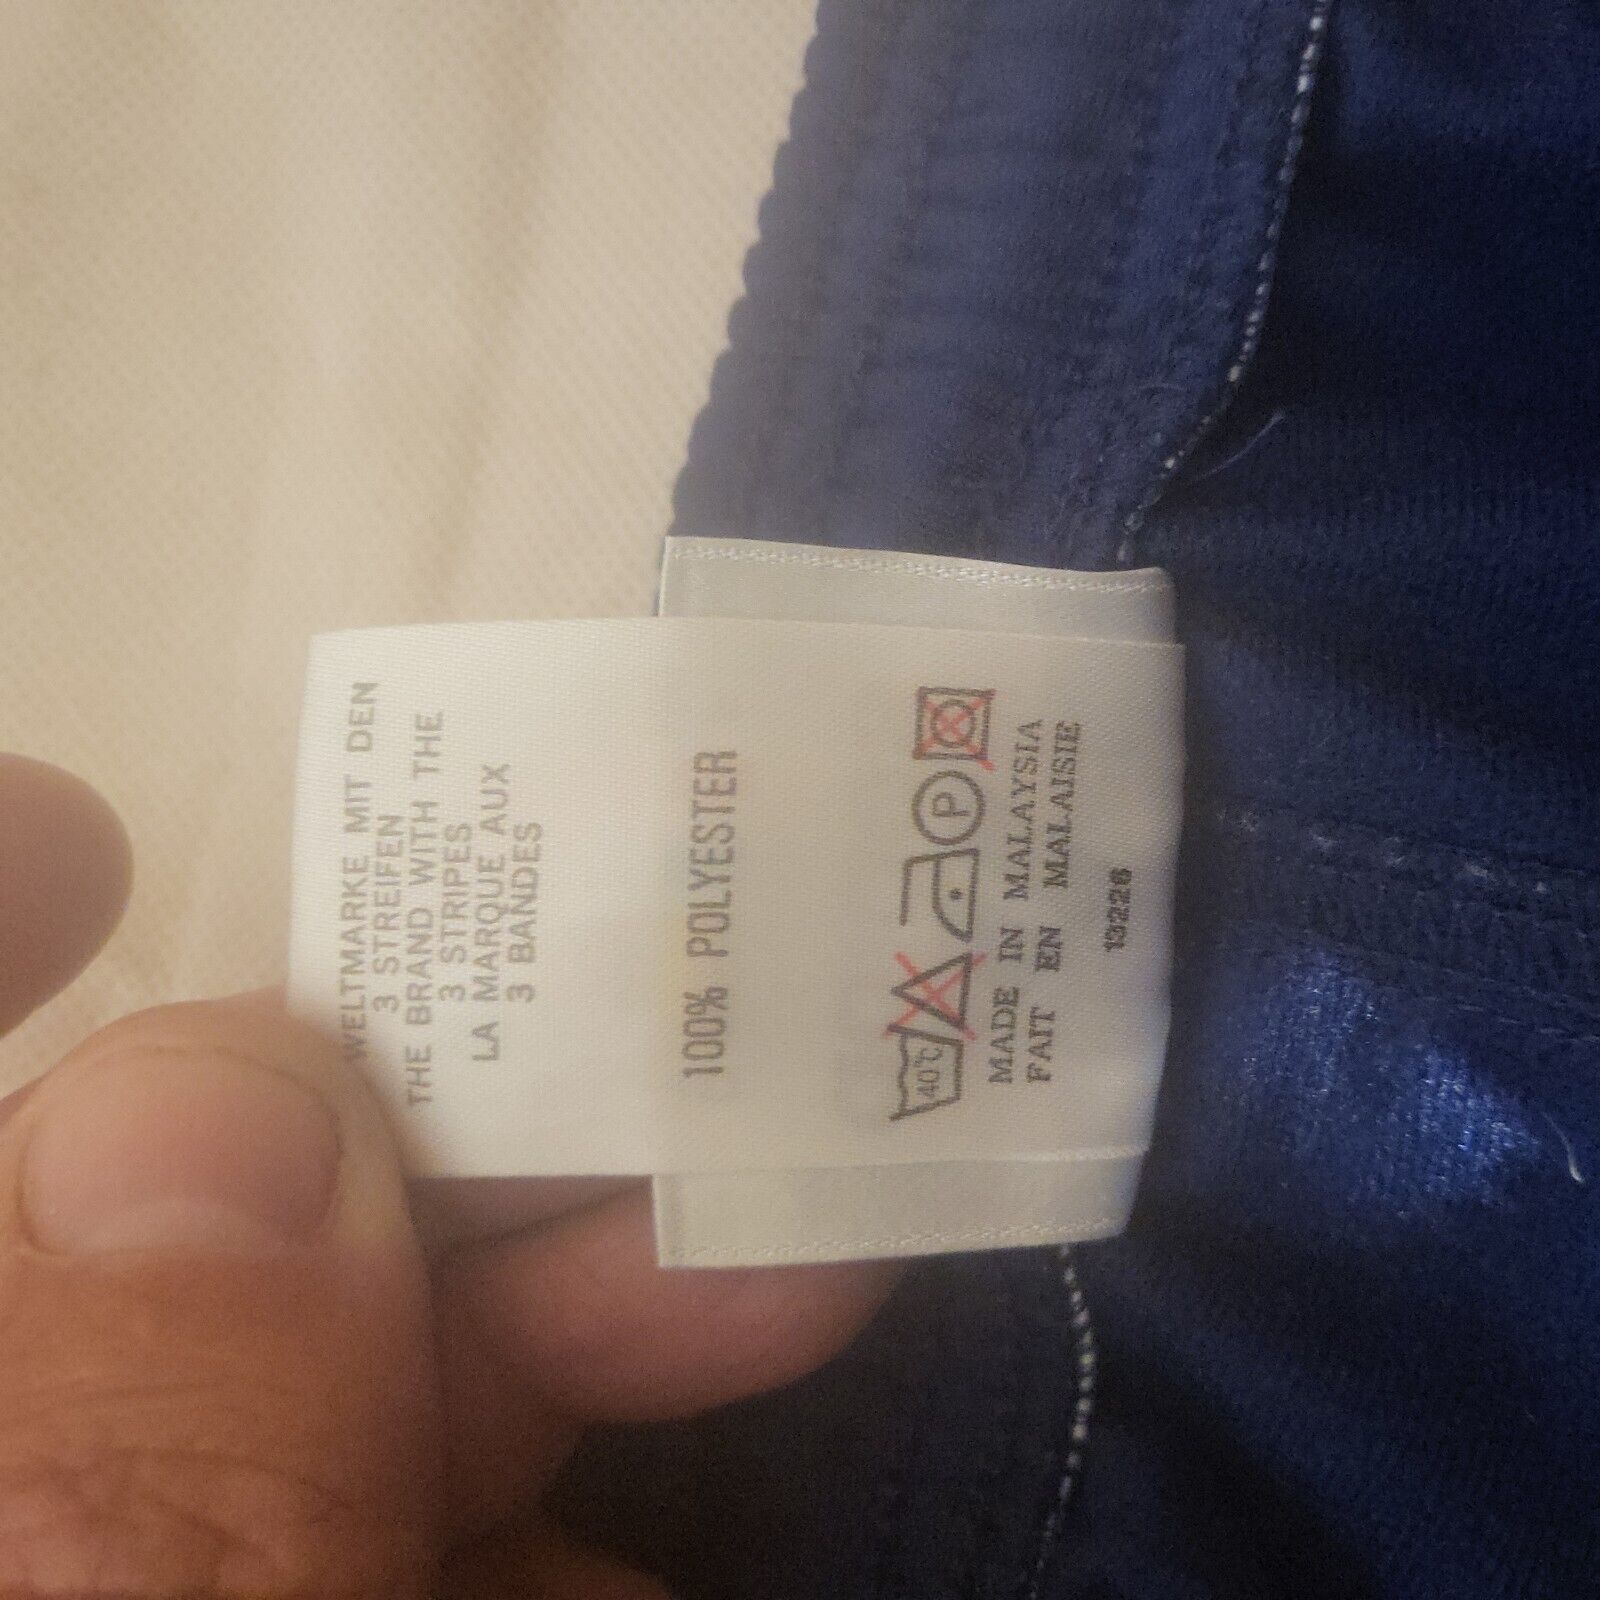 WELTMARKE MIT DEN
3 STREIFEN
THE BRAND WITH THE
3 STRIPES
LA MARQUE AUX
3 BANDES
100% POLYESTER
40°C P
MADE IN MALAYSIA
FAIT EN MALAISIE
13226